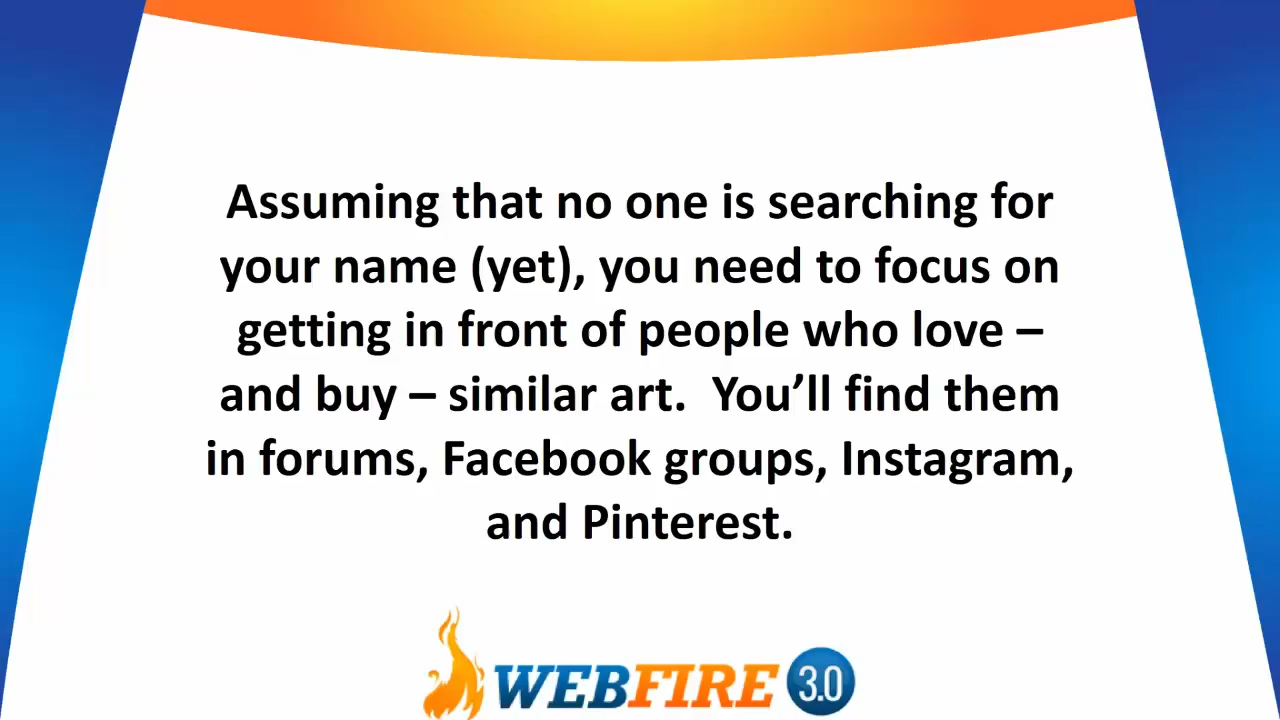 Assuming that no one is searching for
your name (yet), you need to focus on
getting in front of people who love –
and buy – similar art.  You’ll find them
in forums, Facebook groups, Instagram,
and Pinterest.
WEBFIRE 3.0